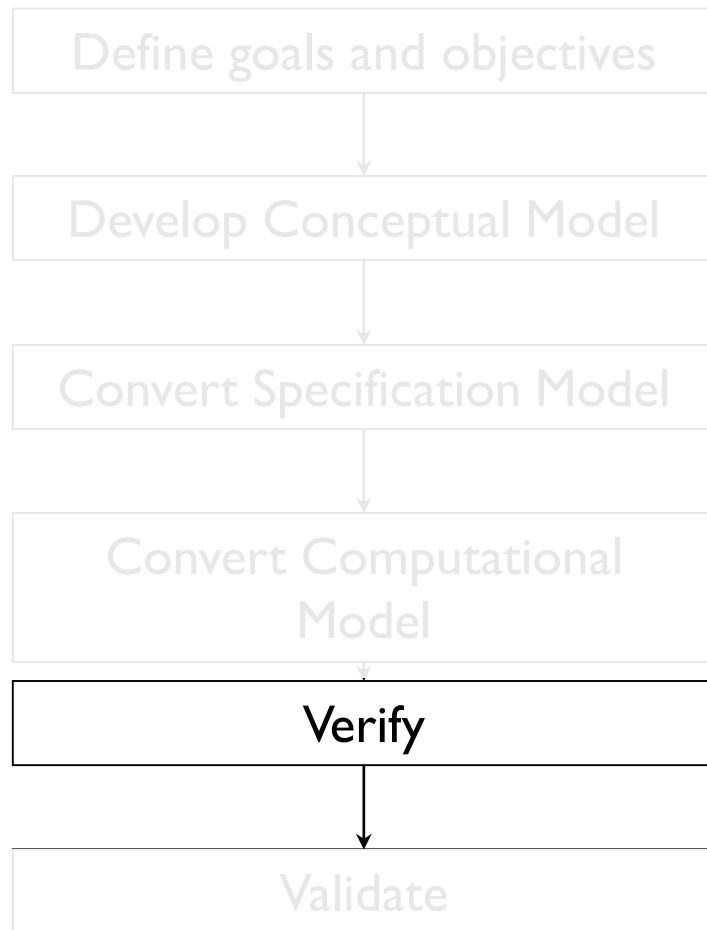 Define goals and objectives
Develop Conceptual Model
Convert Specification Model
Convert Computational
Model
Verify
Validate